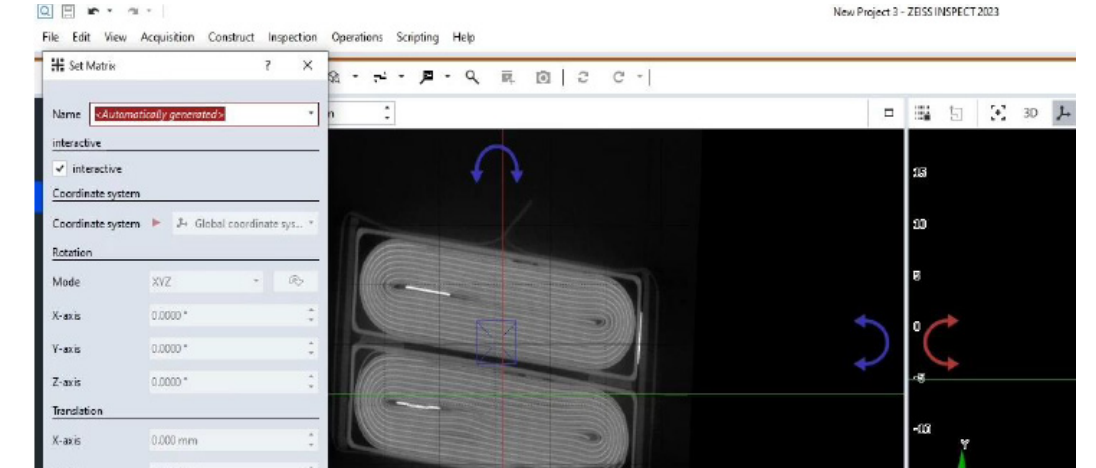 New Project 3 - ZEISS INSPECT 2023
File Edit View Acquisition Construct Inspection Operations Scripting Help
Set Matrix ? ×
Name <Automatically generated>
n
3D
interactive
interactive
Coordinate system
Coordinate system Global coordinate sys...
Rotation
Mode XYZ
X-axis 0.0000 °
Y-axis 0.0000 °
Z-axis 0.0000 °
Translation
X-axis 0.000 mm
10
5
0
-5
Y